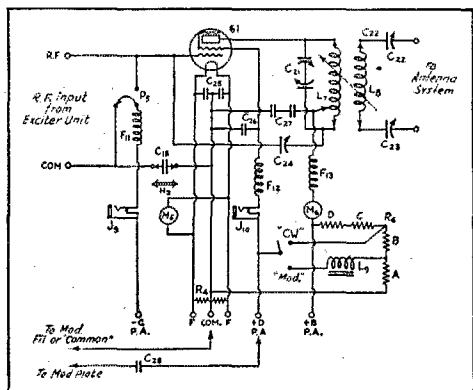 61
R.F.
C25
C21
L7
L8
C22
C22
To
Antenna
System
P5
R.F. input
from
Exciter Unit
F11
C26
C27
C24
C23
COM
C18
H2
F12
F13
M5
M6
D
C
R6
B
J9
J10
"CW"
"Mod."
L9
A
R4
-G
P.A.
F
COM.
F
+D
P.A.
+B
P.A.
To Mod.
Fil or "Common"
To Mod Plate
C28